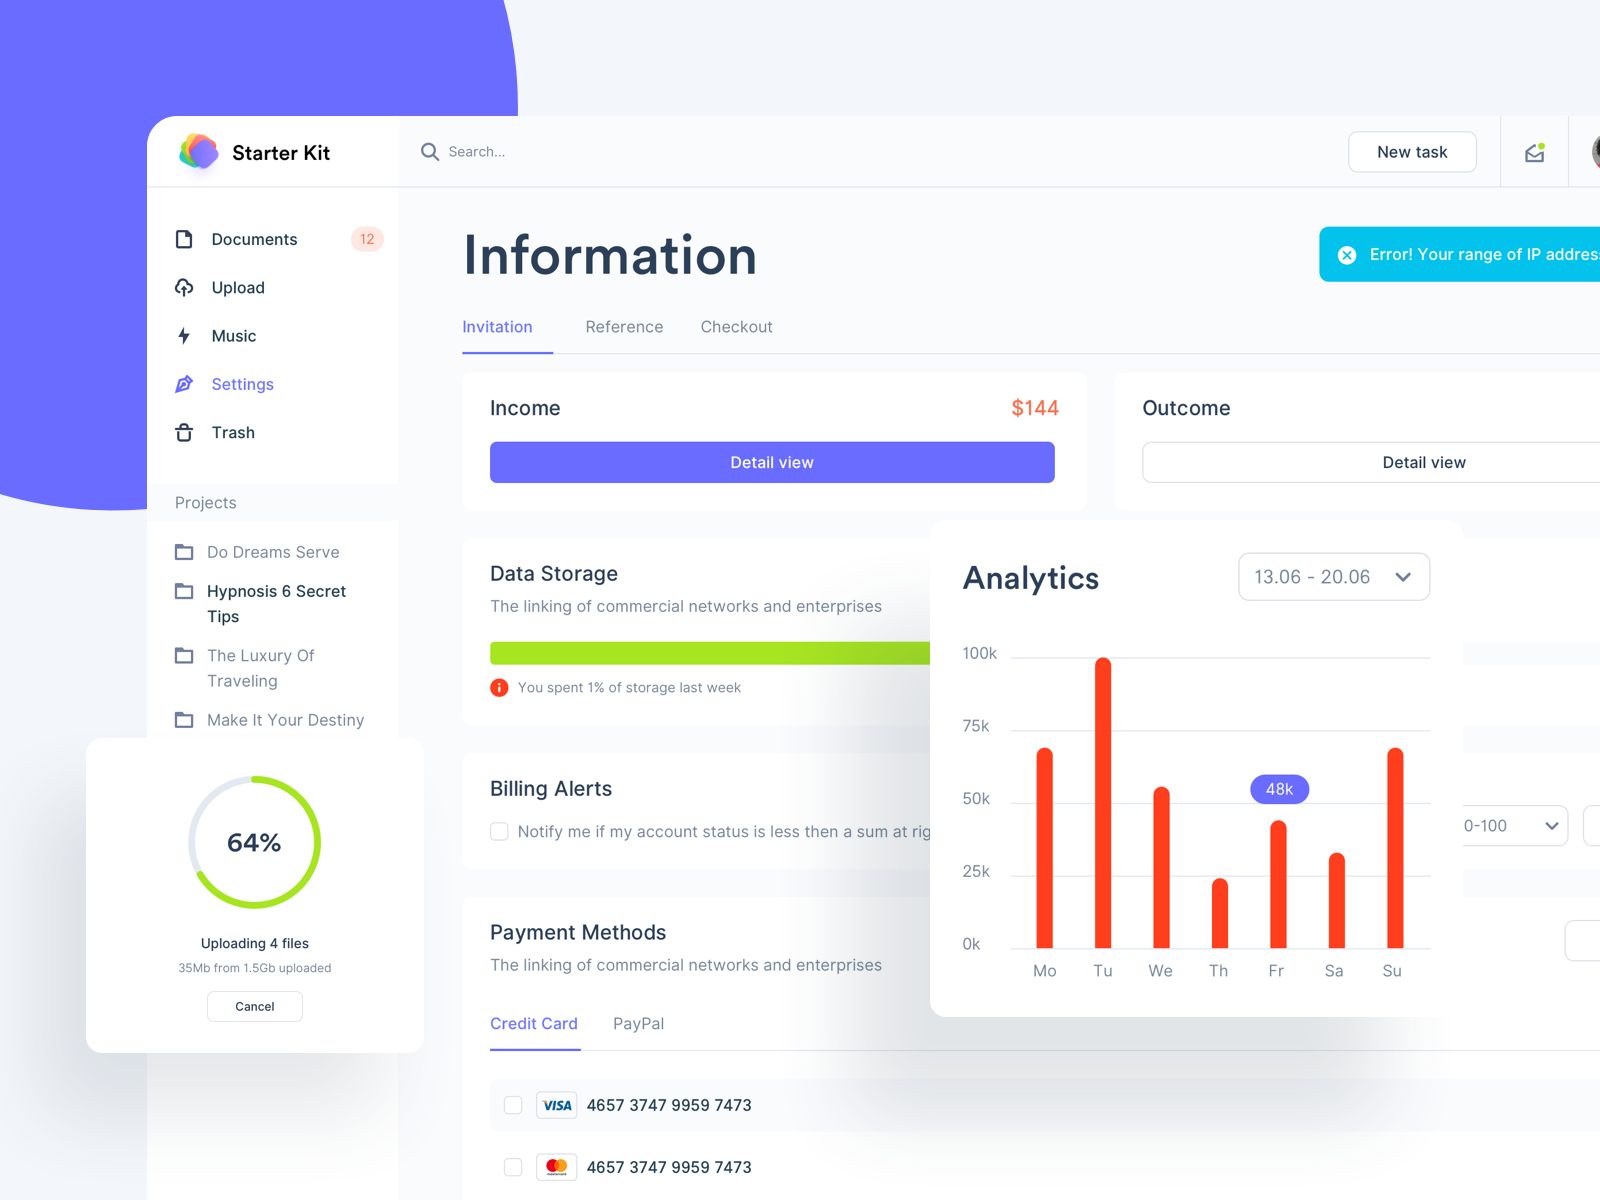 Starter Kit
Search...
New task
Documents
12
Upload
Music
Settings
Trash
Projects
Do Dreams Serve
Hypnosis 6 Secret
Tips
The Luxury Of
Traveling
Make It Your Destiny
64%
Uploading 4 files
35Mb from 1.5Gb uploaded
Cancel
Information
Error! Your range of IP addres
Invitation
Reference
Checkout
Income
$144
Detail view
Outcome
Detail view
Data Storage
The linking of commercial networks and enterprises
You spent 1% of storage last week
Billing Alerts
Notify me if my account status is less then a sum at rig
0-100
Payment Methods
The linking of commercial networks and enterprises
Credit Card
PayPal
VISA
4657 3747 9959 7473
mastercard
4657 3747 9959 7473
Analytics
13.06 - 20.06
100k
75k
50k
25k
0k
48k
Mo
Tu
We
Th
Fr
Sa
Su